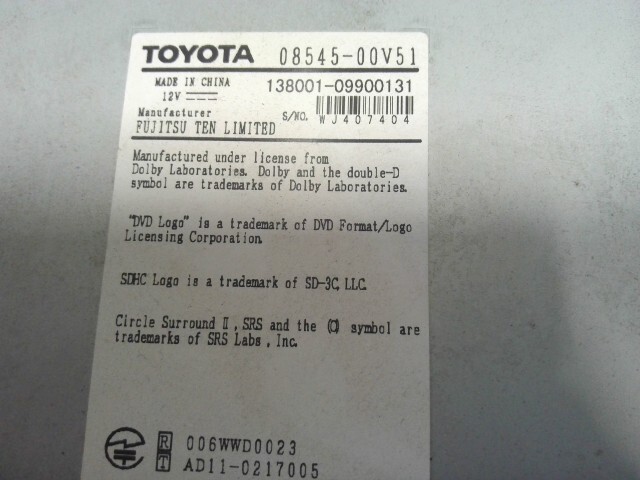 TOYOTA 08545-00V51
MADE IN CHINA 138001-09900131
12V
S/NO. WJ407404
Manufacturer
FUJITSU TEN LIMITED
Manufactured under license from
Dolby Laboratories. Dolby and the double-D
symbol are trademarks of Dolby Laboratories.
"DVD Logo" is a trademark of DVD Format/Logo
Licensing Corporation.
SDHC Logo is a trademark of SD-3C, LLC.
Circle Surround II, SRS and the (O) symbol are
trademarks of SRS Labs, Inc.
R 006WWD0023
T AD11-0217005